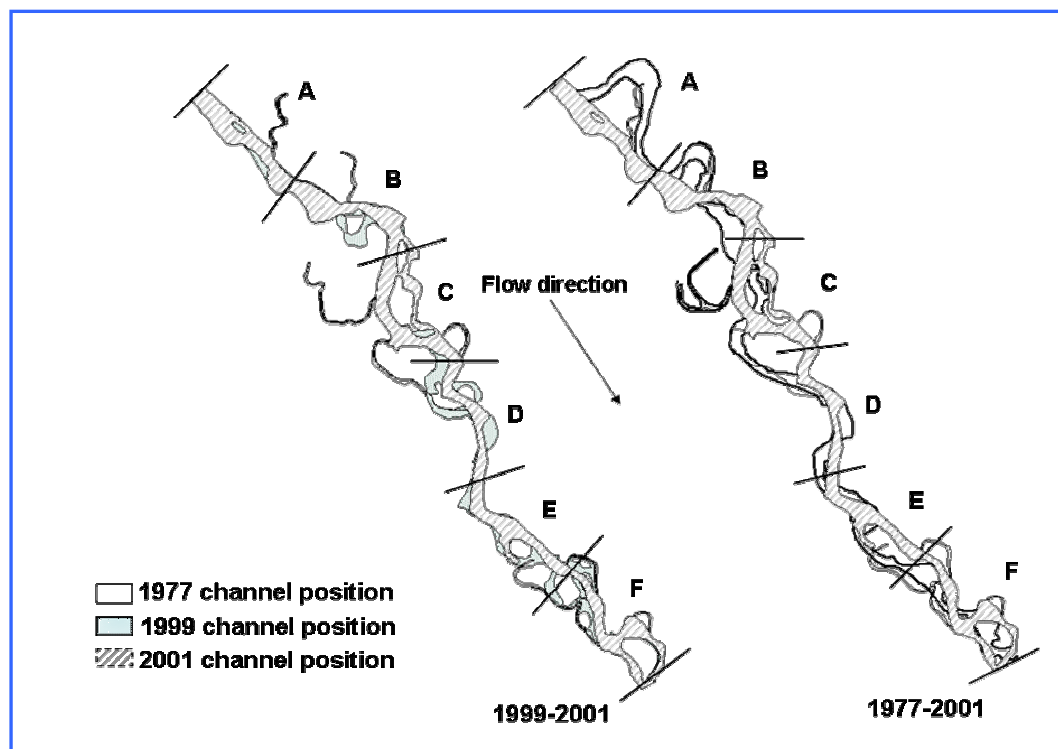 A
B
C
D
E
F
A
B
C
D
E
F
Flow direction
1977 channel position
1999 channel position
2001 channel position
1999-2001
1977-2001